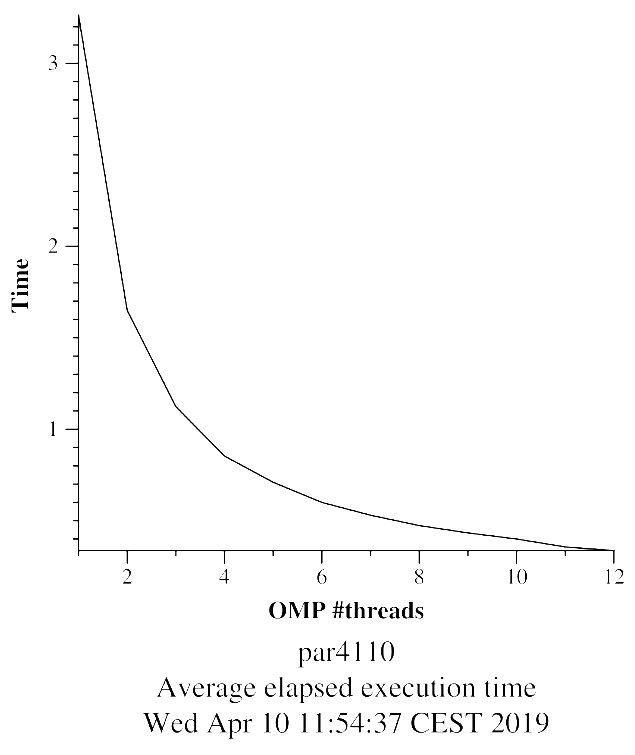 3
2
1
Time
2 4 6 8 10 12
OMP #threads
par4110
Average elapsed execution time
Wed Apr 10 11:54:37 CEST 2019